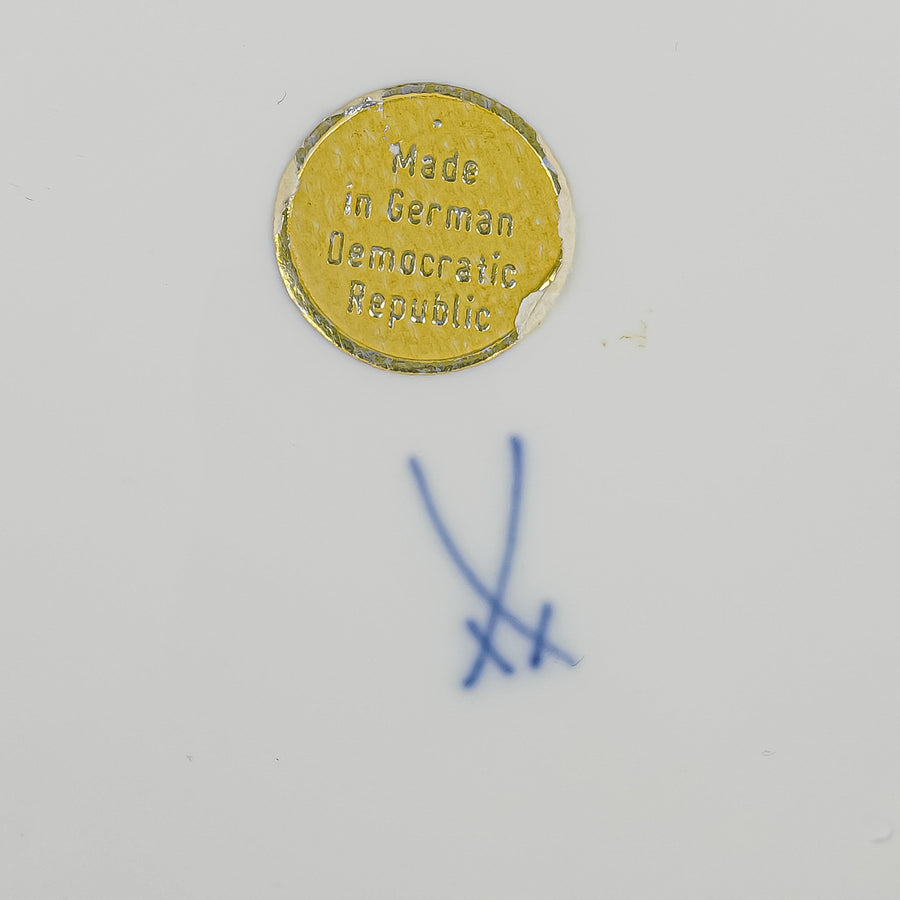 Made
in German
Democratic
Republic